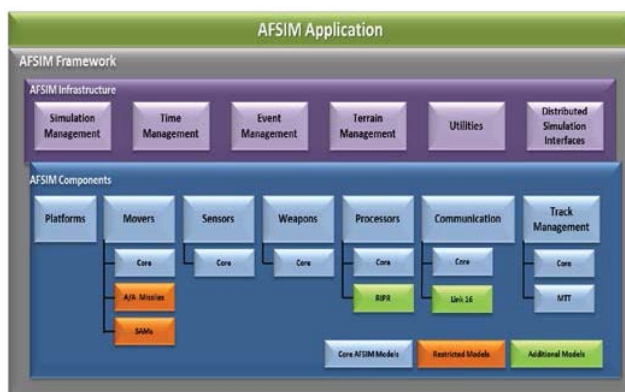 AFSIM Application
AFSIM Framework
AFSIM Infrastructure
Simulation
Management
Time
Management
Event
Management
Terrain
Management
Utilities
Distributed
Simulation
Interfaces
AFSIM Components
Platforms
Movers
Sensors
Weapons
Processors
Communication
Track
Management
Core
Core
Core
Core
Core
Core
A/A Missiles
RIPR
Link 16
MTT
SAMs
Core AFSIM Models
Restricted Models
Additional Models